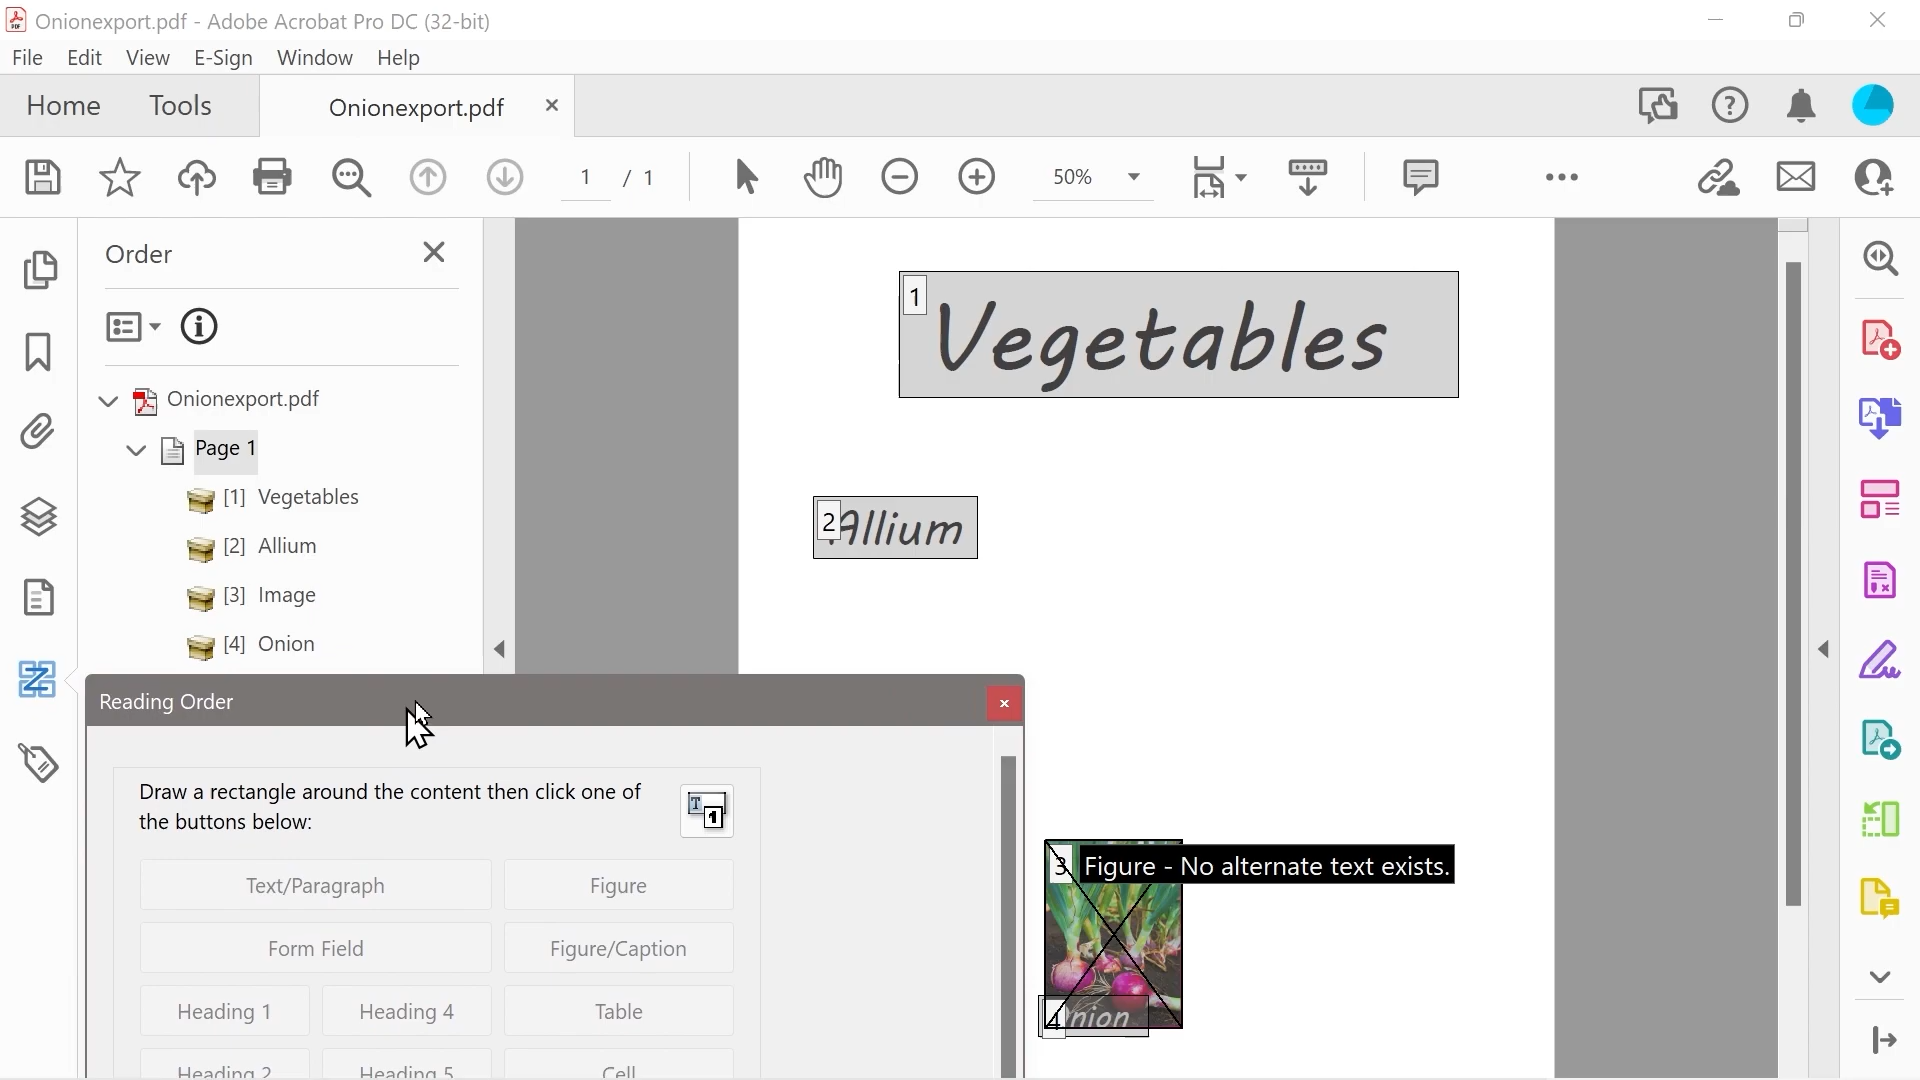 Onionexport.pdf - Adobe Acrobat Pro DC (32-bit)
File Edit View E-Sign Window Help
Home Tools Onionexport.pdf
1 / 1 50%
Order
Onionexport.pdf
Page 1
[1] Vegetables
[2] Allium
[3] Image
[4] Onion
1 Vegetables
2 Allium
3 Figure - No alternate text exists.
4 Onion
Reading Order
Draw a rectangle around the content then click one of
the buttons below:
Text/Paragraph Figure
Form Field Figure/Caption
Heading 1 Heading 4 Table
Heading 2 Heading 5 Cell